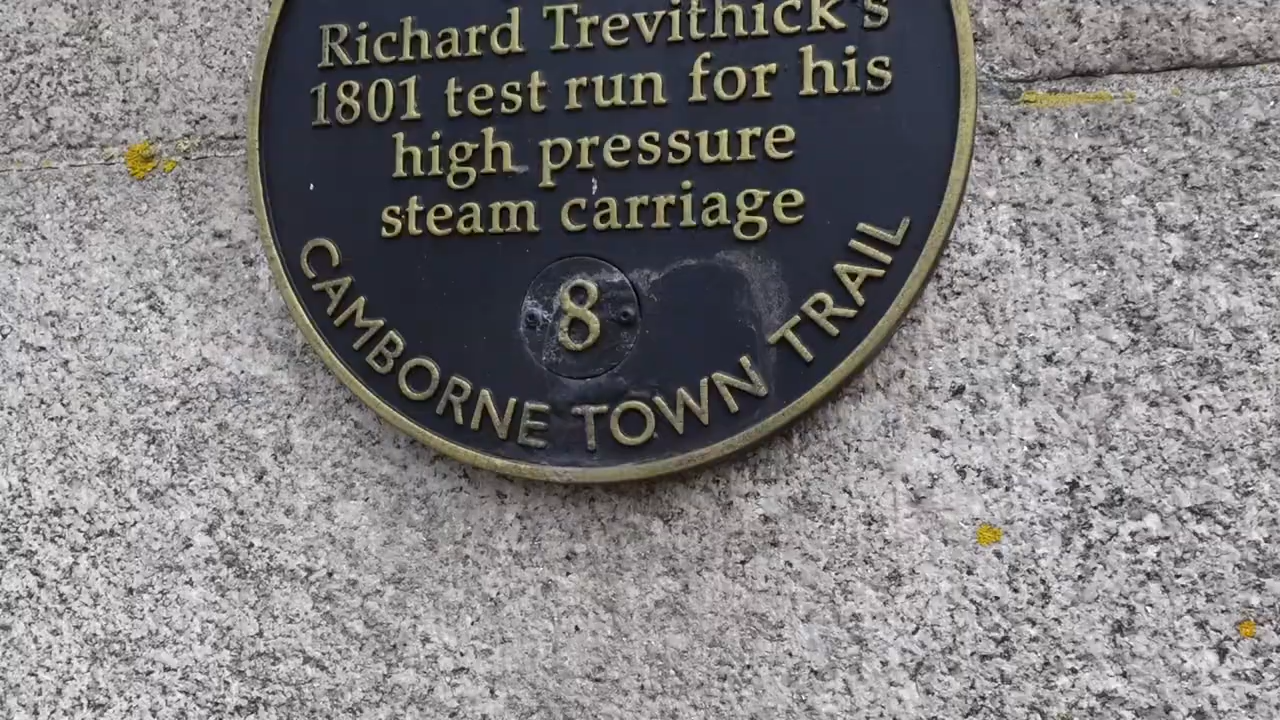 Richard Trevithick's
1801 test run for his
high pressure
steam carriage
8
CAMBORNE TOWN TRAIL